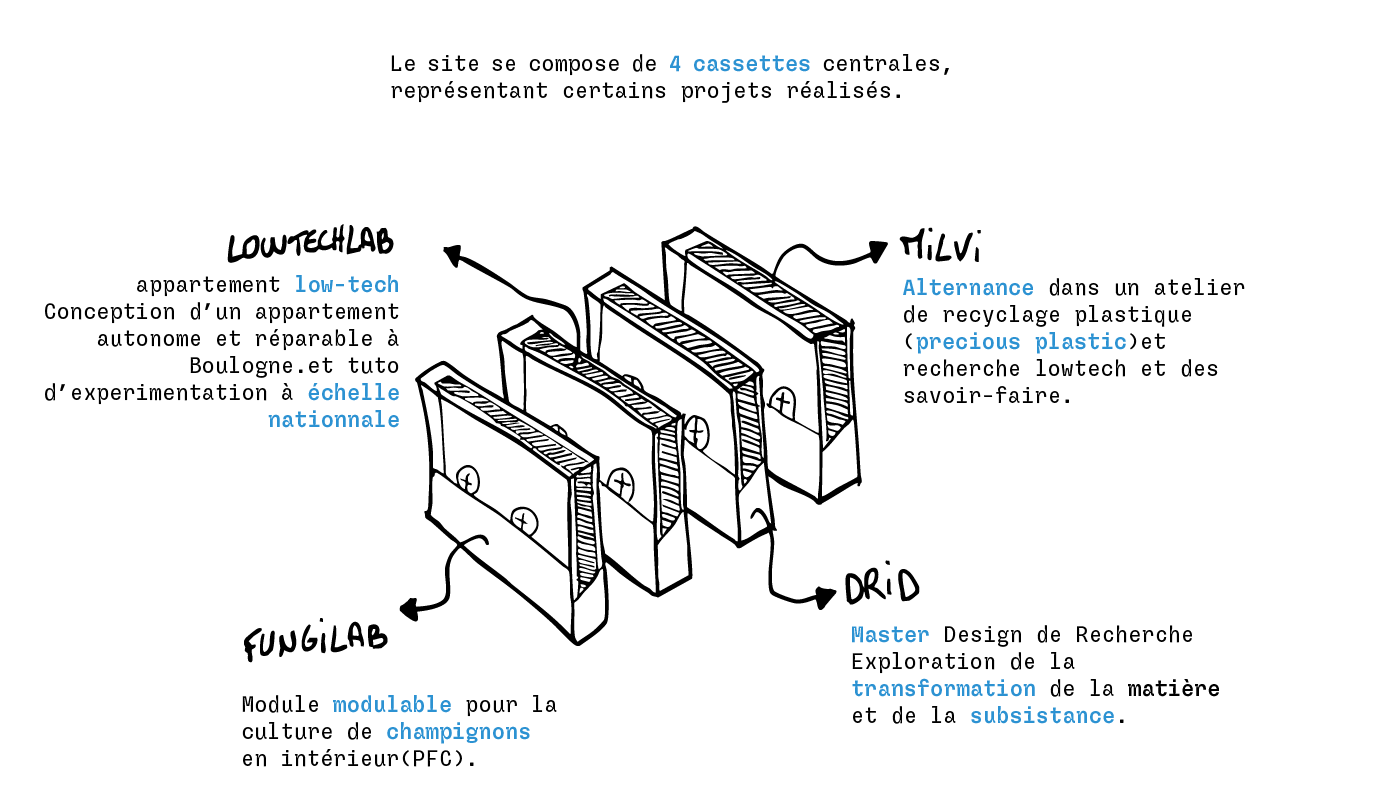 Le site se compose de 4 cassettes centrales,
représentant certains projets réalisés.
LOWTECHLAB
appartement low-tech
Conception d'un appartement
autonome et réparable à
Boulogne.et tuto
d'experimentation à échelle
nationnale
MiLVi
Alternance dans un atelier
de recyclage plastique
(precious plastic)et
recherche lowtech et des
savoir-faire.
FUNGiLAB
Module modulable pour la
culture de champignons
en intérieur(PFC).
DRiD
Master Design de Recherche
Exploration de la
transformation de la matière
et de la subsistance.